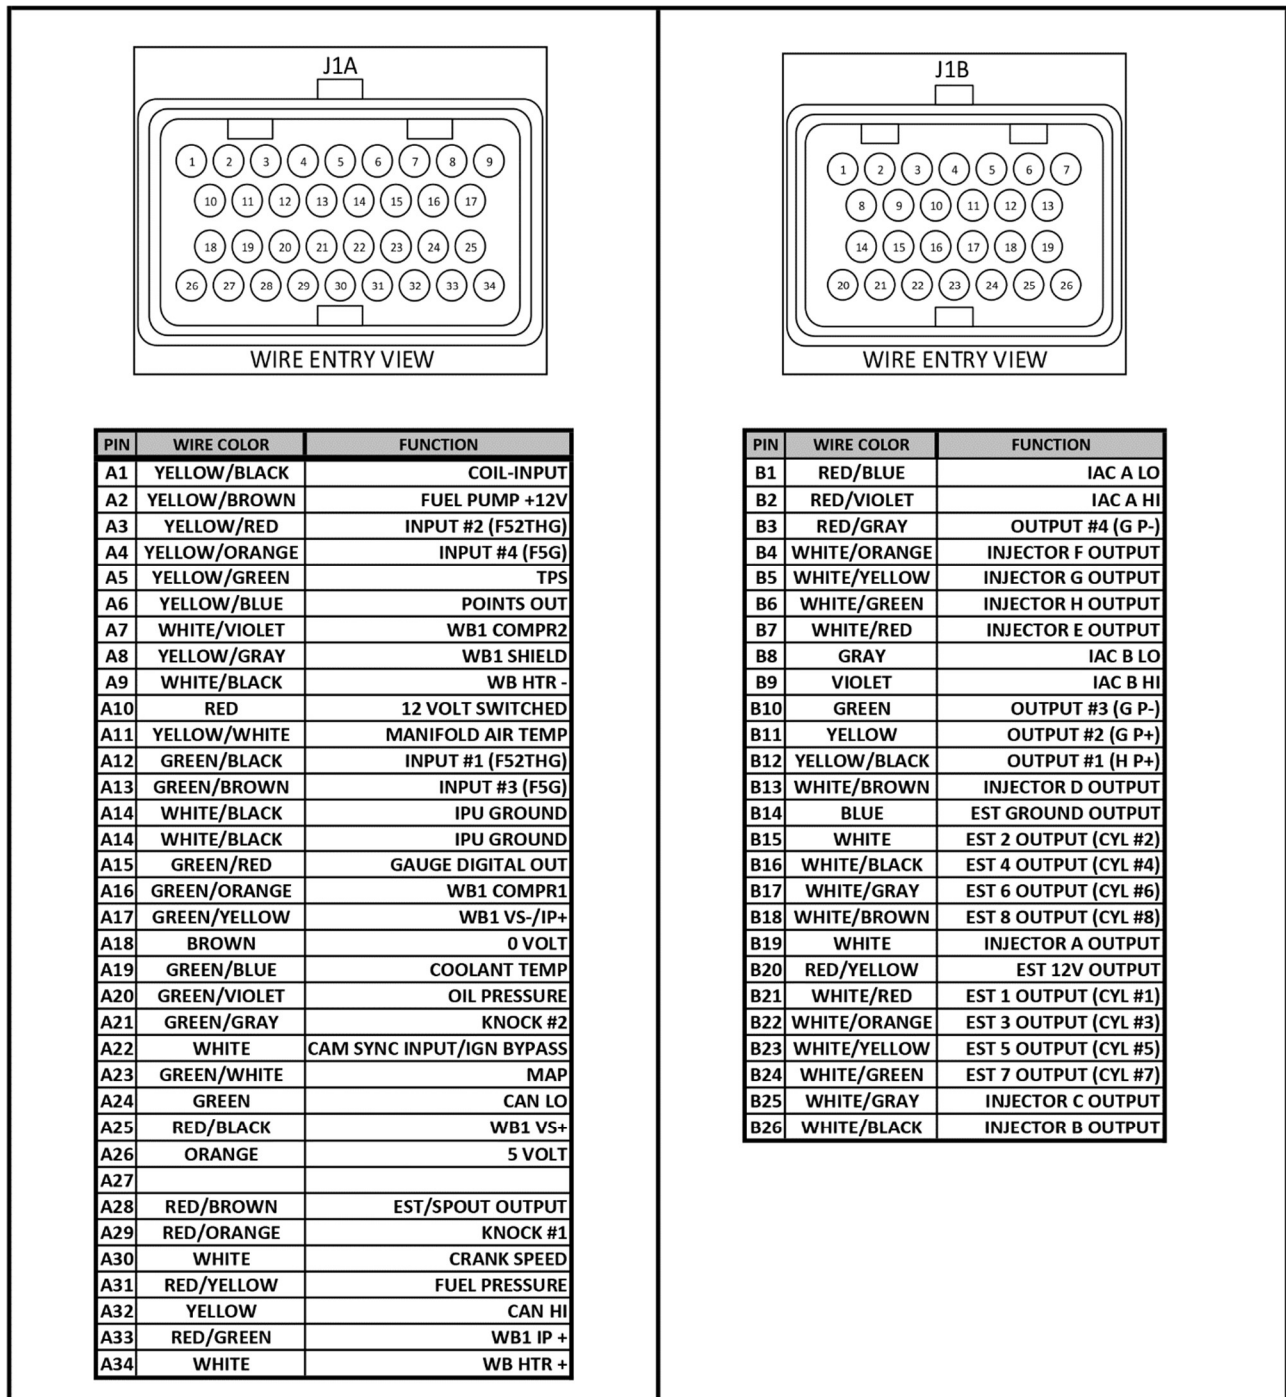 J1A
1 2 3 4 5 6 7 8 9
10 11 12 13 14 15 16 17
18 19 20 21 22 23 24 25
26 27 28 29 30 31 32 33 34
WIRE ENTRY VIEW
PIN WIRE COLOR FUNCTION
A1 YELLOW/BLACK COIL-INPUT
A2 YELLOW/BROWN FUEL PUMP +12V
A3 YELLOW/RED INPUT #2 (F52THG)
A4 YELLOW/ORANGE INPUT #4 (F5G)
A5 YELLOW/GREEN TPS
A6 YELLOW/BLUE POINTS OUT
A7 WHITE/VIOLET WB1 COMPR2
A8 YELLOW/GRAY WB1 SHIELD
A9 WHITE/BLACK WB HTR -
A10 RED 12 VOLT SWITCHED
A11 YELLOW/WHITE MANIFOLD AIR TEMP
A12 GREEN/BLACK INPUT #1 (F52THG)
A13 GREEN/BROWN INPUT #3 (F5G)
A14 WHITE/BLACK IPU GROUND
A14 WHITE/BLACK IPU GROUND
A15 GREEN/RED GAUGE DIGITAL OUT
A16 GREEN/ORANGE WB1 COMPR1
A17 GREEN/YELLOW WB1 VS-/IP+
A18 BROWN 0 VOLT
A19 GREEN/BLUE COOLANT TEMP
A20 GREEN/VIOLET OIL PRESSURE
A21 GREEN/GRAY KNOCK #2
A22 WHITE CAM SYNC INPUT/IGN BYPASS
A23 GREEN/WHITE MAP
A24 GREEN CAN LO
A25 RED/BLACK WB1 VS+
A26 ORANGE 5 VOLT
A27
A28 RED/BROWN EST/SPOUT OUTPUT
A29 RED/ORANGE KNOCK #1
A30 WHITE CRANK SPEED
A31 RED/YELLOW FUEL PRESSURE
A32 YELLOW CAN HI
A33 RED/GREEN WB1 IP +
A34 WHITE WB HTR +
J1B
1 2 3 4 5 6 7
8 9 10 11 12 13
14 15 16 17 18 19
20 21 22 23 24 25 26
WIRE ENTRY VIEW
PIN WIRE COLOR FUNCTION
B1 RED/BLUE IAC A LO
B2 RED/VIOLET IAC A HI
B3 RED/GRAY OUTPUT #4 (G P-)
B4 WHITE/ORANGE INJECTOR F OUTPUT
B5 WHITE/YELLOW INJECTOR G OUTPUT
B6 WHITE/GREEN INJECTOR H OUTPUT
B7 WHITE/RED INJECTOR E OUTPUT
B8 GRAY IAC B LO
B9 VIOLET IAC B HI
B10 GREEN OUTPUT #3 (G P-)
B11 YELLOW OUTPUT #2 (G P+)
B12 YELLOW/BLACK OUTPUT #1 (H P+)
B13 WHITE/BROWN INJECTOR D OUTPUT
B14 BLUE EST GROUND OUTPUT
B15 WHITE EST 2 OUTPUT (CYL #2)
B16 WHITE/BLACK EST 4 OUTPUT (CYL #4)
B17 WHITE/GRAY EST 6 OUTPUT (CYL #6)
B18 WHITE/BROWN EST 8 OUTPUT (CYL #8)
B19 WHITE INJECTOR A OUTPUT
B20 RED/YELLOW EST 12V OUTPUT
B21 WHITE/RED EST 1 OUTPUT (CYL #1)
B22 WHITE/ORANGE EST 3 OUTPUT (CYL #3)
B23 WHITE/YELLOW EST 5 OUTPUT (CYL #5)
B24 WHITE/GREEN EST 7 OUTPUT (CYL #7)
B25 WHITE/GRAY INJECTOR C OUTPUT
B26 WHITE/BLACK INJECTOR B OUTPUT